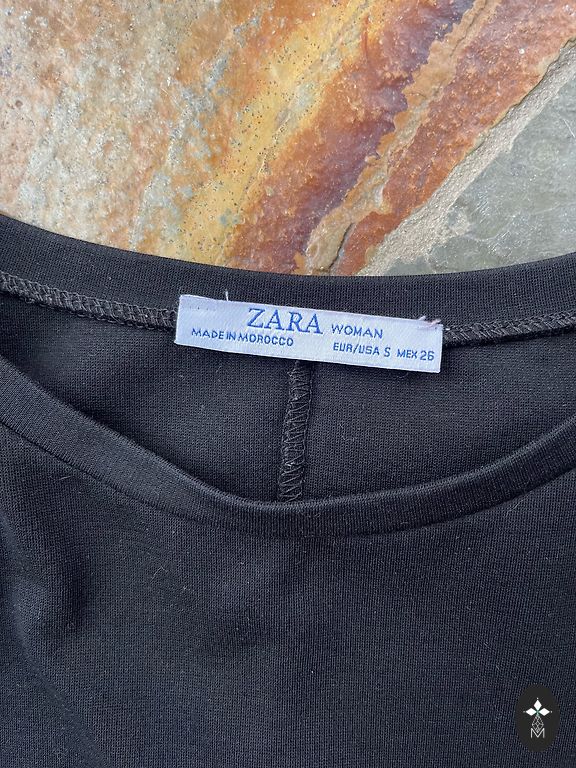 ZARA WOMAN
MADE IN MOROCCO EUR/USA S MEX 26
M